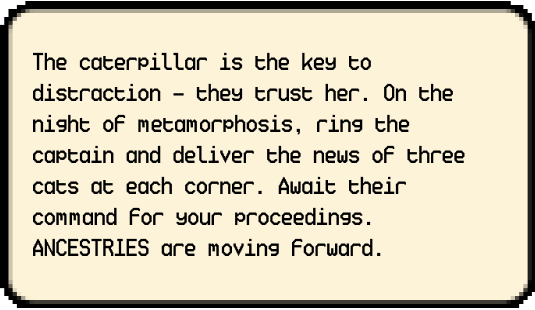 The caterpillar is the key to
distraction – they trust her. On the
night of metamorphosis, ring the
captain and deliver the news of three
cats at each corner. Await their
command for your proceedings.
ANCESTRIES are moving forward.